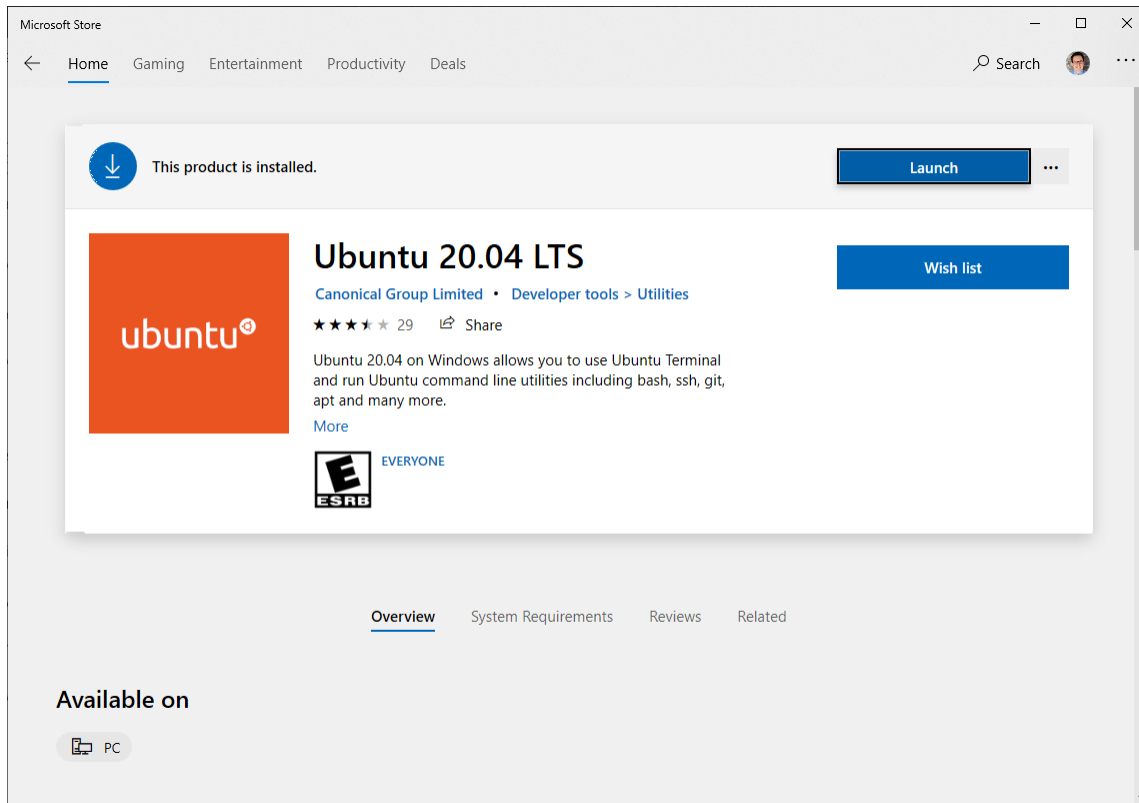 Microsoft Store
Home Gaming Entertainment Productivity Deals Search
This product is installed. Launch
ubuntu
Ubuntu 20.04 LTS
Wish list
Canonical Group Limited • Developer tools > Utilities
29 Share
Ubuntu 20.04 on Windows allows you to use Ubuntu Terminal
and run Ubuntu command line utilities including bash, ssh, git,
apt and many more.
More
E EVERYONE
ESRB
Overview System Requirements Reviews Related
Available on
PC